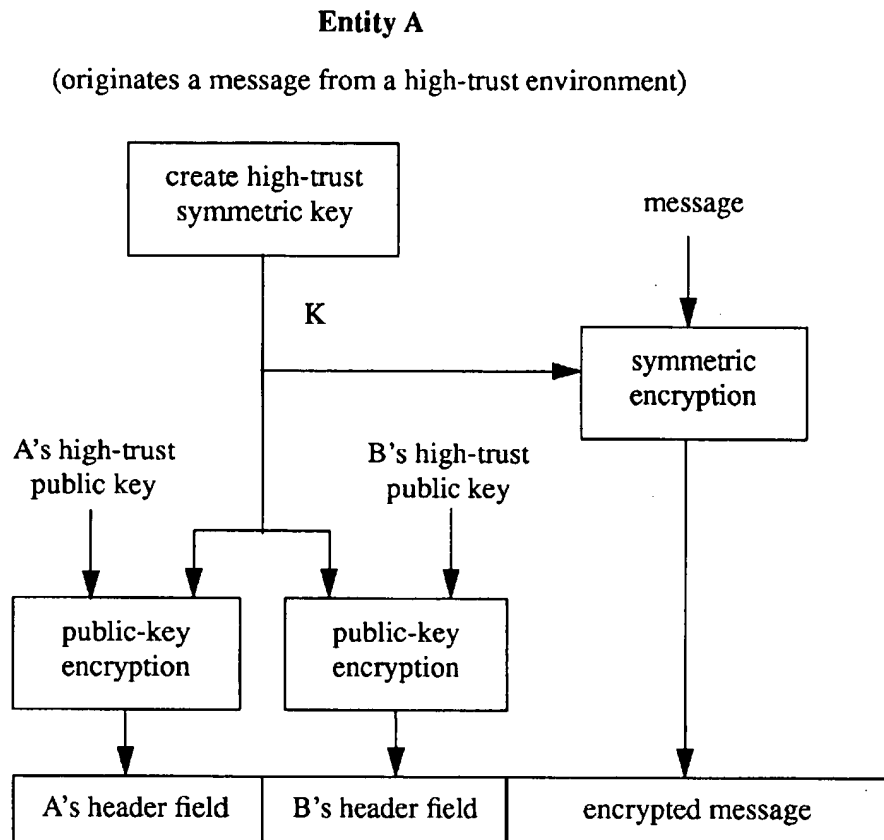 Entity A
(originates a message from a high-trust environment)
create high-trust
symmetric key
message
K
symmetric
encryption
A's high-trust
public key
B's high-trust
public key
public-key
encryption
public-key
encryption
A's header field
B's header field
encrypted message